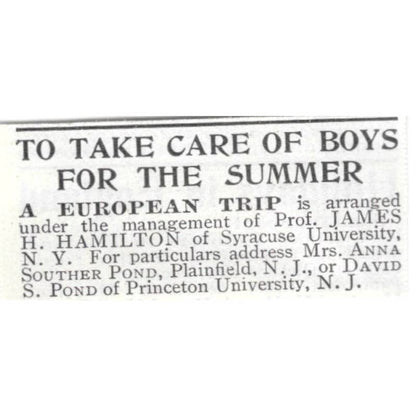 TO TAKE CARE OF BOYS
FOR THE SUMMER
A EUROPEAN TRIP is arranged
under the management of Prof. JAMES
H. HAMILTON of Syracuse University,
N. Y. For particulars address Mrs. ANNA
SOUTHER POND, Plainfield, N. J., or DAVID
S. POND of Princeton University, N. J.